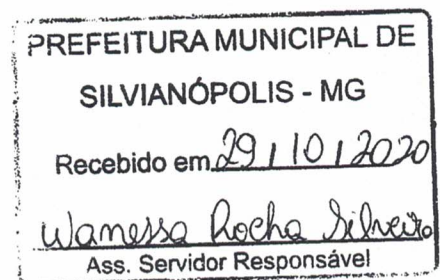 PREFEITURA MUNICIPAL DE
SILVIANÓPOLIS - MG
Recebido em 29 / 10 / 2020
Wanessa Rocha Silveira
Ass. Servidor Responsável